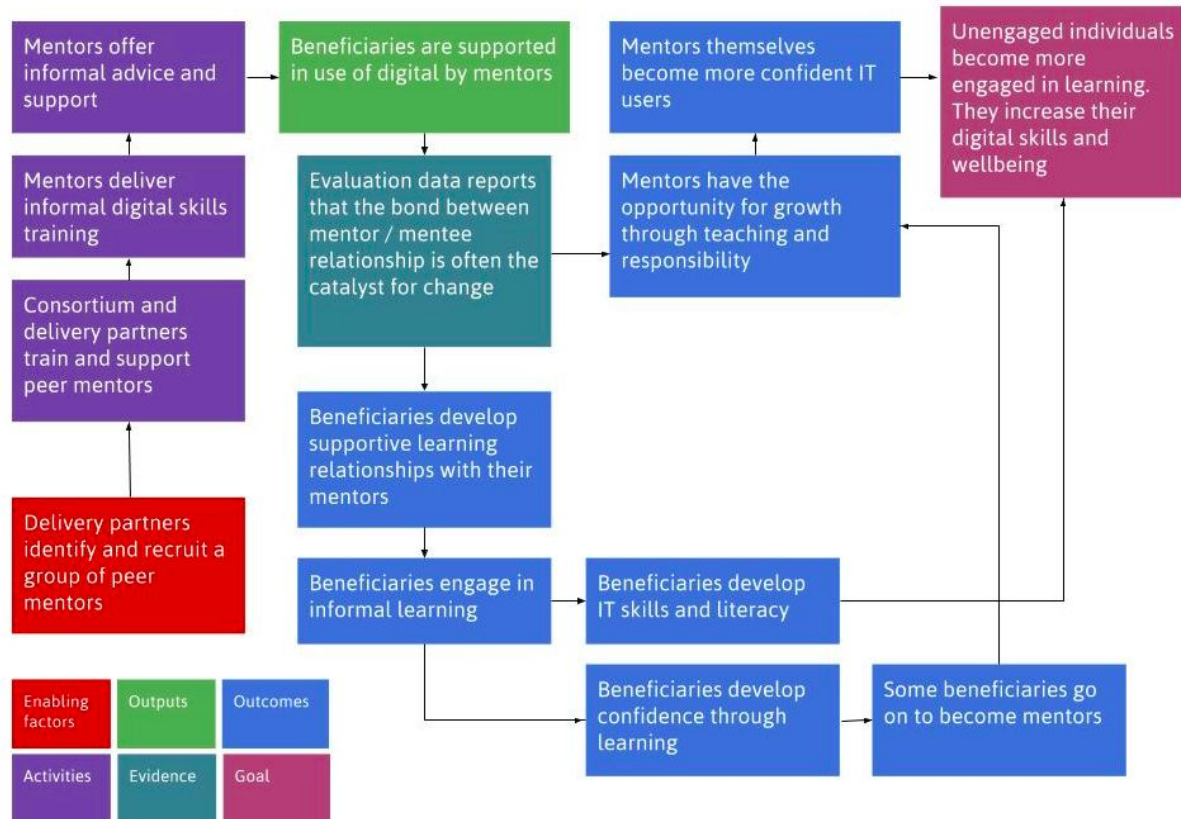 Mentors offer
informal advice and
support
Beneficiaries are supported
in use of digital by mentors
Mentors themselves
become more confident IT
users
Unengaged individuals
become more
engaged in learning.
They increase their
digital skills and
wellbeing
Mentors deliver
informal digital skills
training
Evaluation data reports
that the bond between
mentor / mentee
relationship is often the
catalyst for change
Mentors have the
opportunity for growth
through teaching and
responsibility
Consortium and
delivery partners
train and support
peer mentors
Beneficiaries develop
supportive learning
relationships with their
mentors
Delivery partners
identify and recruit a
group of peer
mentors
Beneficiaries engage in
informal learning
Beneficiaries develop
IT skills and literacy
Beneficiaries develop
confidence through
learning
Some beneficiaries go
on to become mentors
Enabling
factors
Outputs
Outcomes
Activities
Evidence
Goal